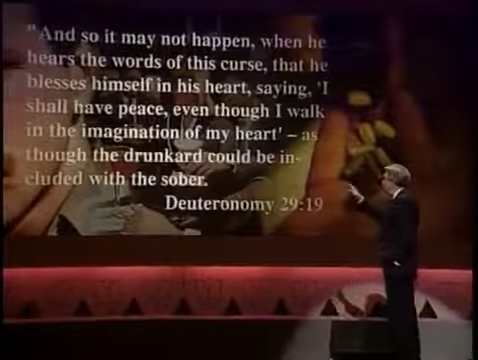 "And so it may not happen, when he
hears the words of this curse, that he
blesses himself in his heart, saying, 'I
shall have peace, even though I walk
in the imagination of my heart' – as
though the drunkard could be in-
cluded with the sober.
Deuteronomy 29:19